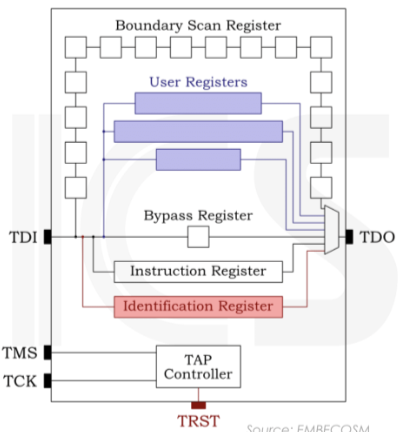 Boundary Scan Register
User Registers
Bypass Register
TDI
TDO
Instruction Register
Identification Register
TMS
TAP
Controller
TCK
TRST
Source: EMBECOSM
ICS